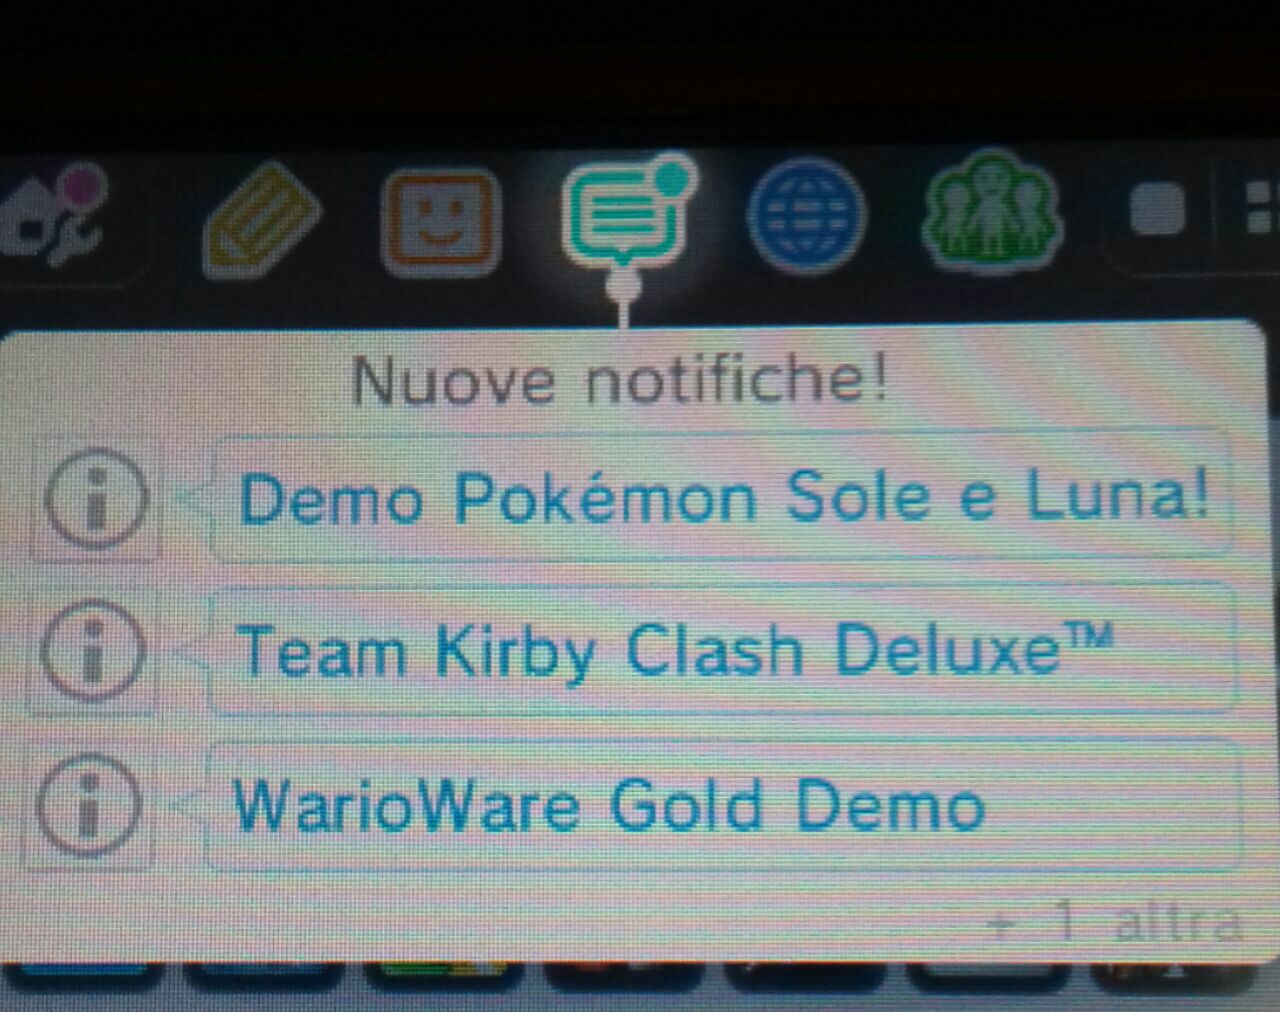 Nuove notifiche!
Demo Pokémon Sole e Luna!
Team Kirby Clash Deluxe™
WarioWare Gold Demo
+ 1 altra